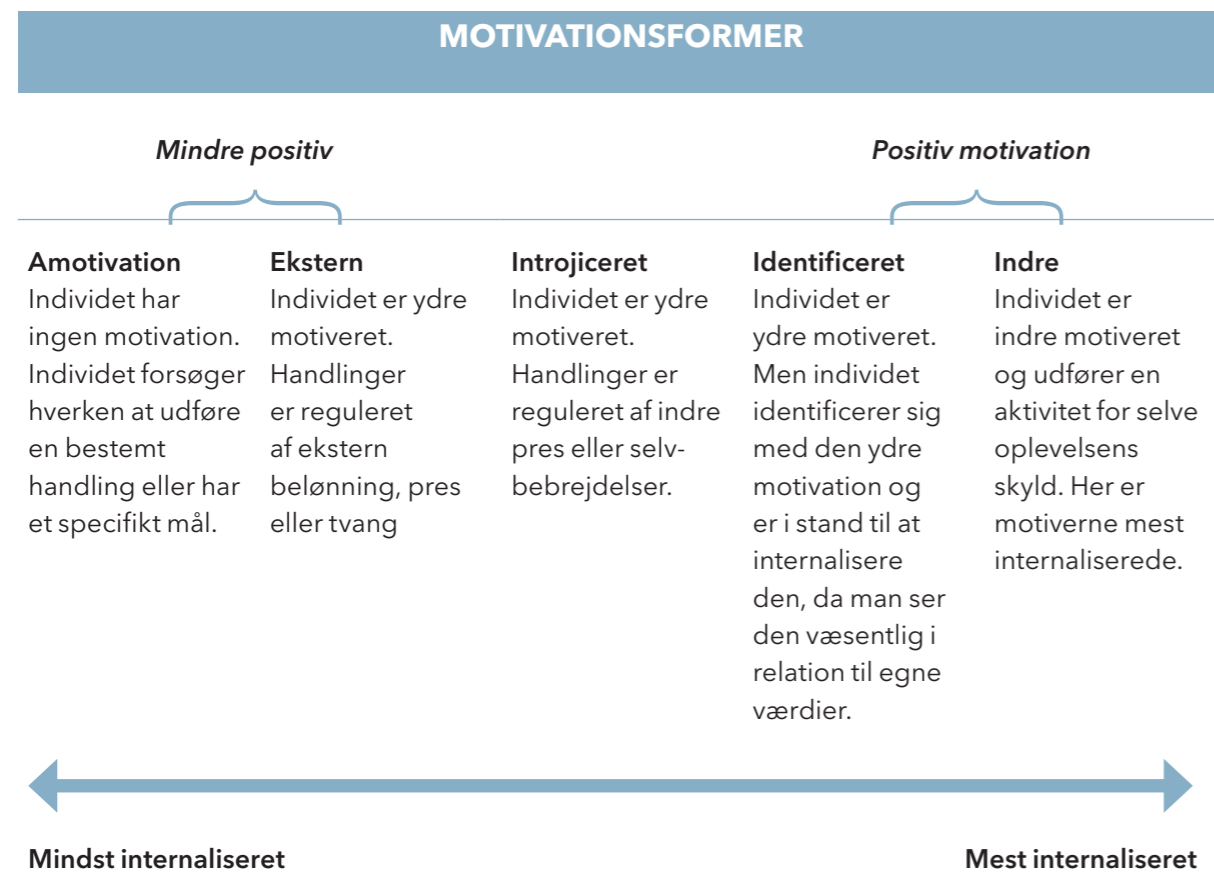 MOTIVATIONSFORMER
Mindre positiv
Positiv motivation
Amotivation
Individet har
ingen motivation.
Individet forsøger
hverken at udføre
en bestemt
handling eller har
et specifikt mål.
Ekstern
Individet er ydre
motiveret.
Handlinger
er reguleret
af ekstern
belønning, pres
eller tvang
Introjiceret
Individet er ydre
motiveret.
Handlinger er
reguleret af indre
pres eller selv-
bebrejdelser.
Identificeret
Individet er
ydre motiveret.
Men individet
identificerer sig
med den ydre
motivation og
er i stand til at
internalisere
den, da man ser
den væsentlig i
relation til egne
værdier.
Indre
Individet er
indre motiveret
og udfører en
aktivitet for selve
oplevelsens
skyld. Her er
motiverne mest
internaliserede.
Mindst internaliseret
Mest internaliseret